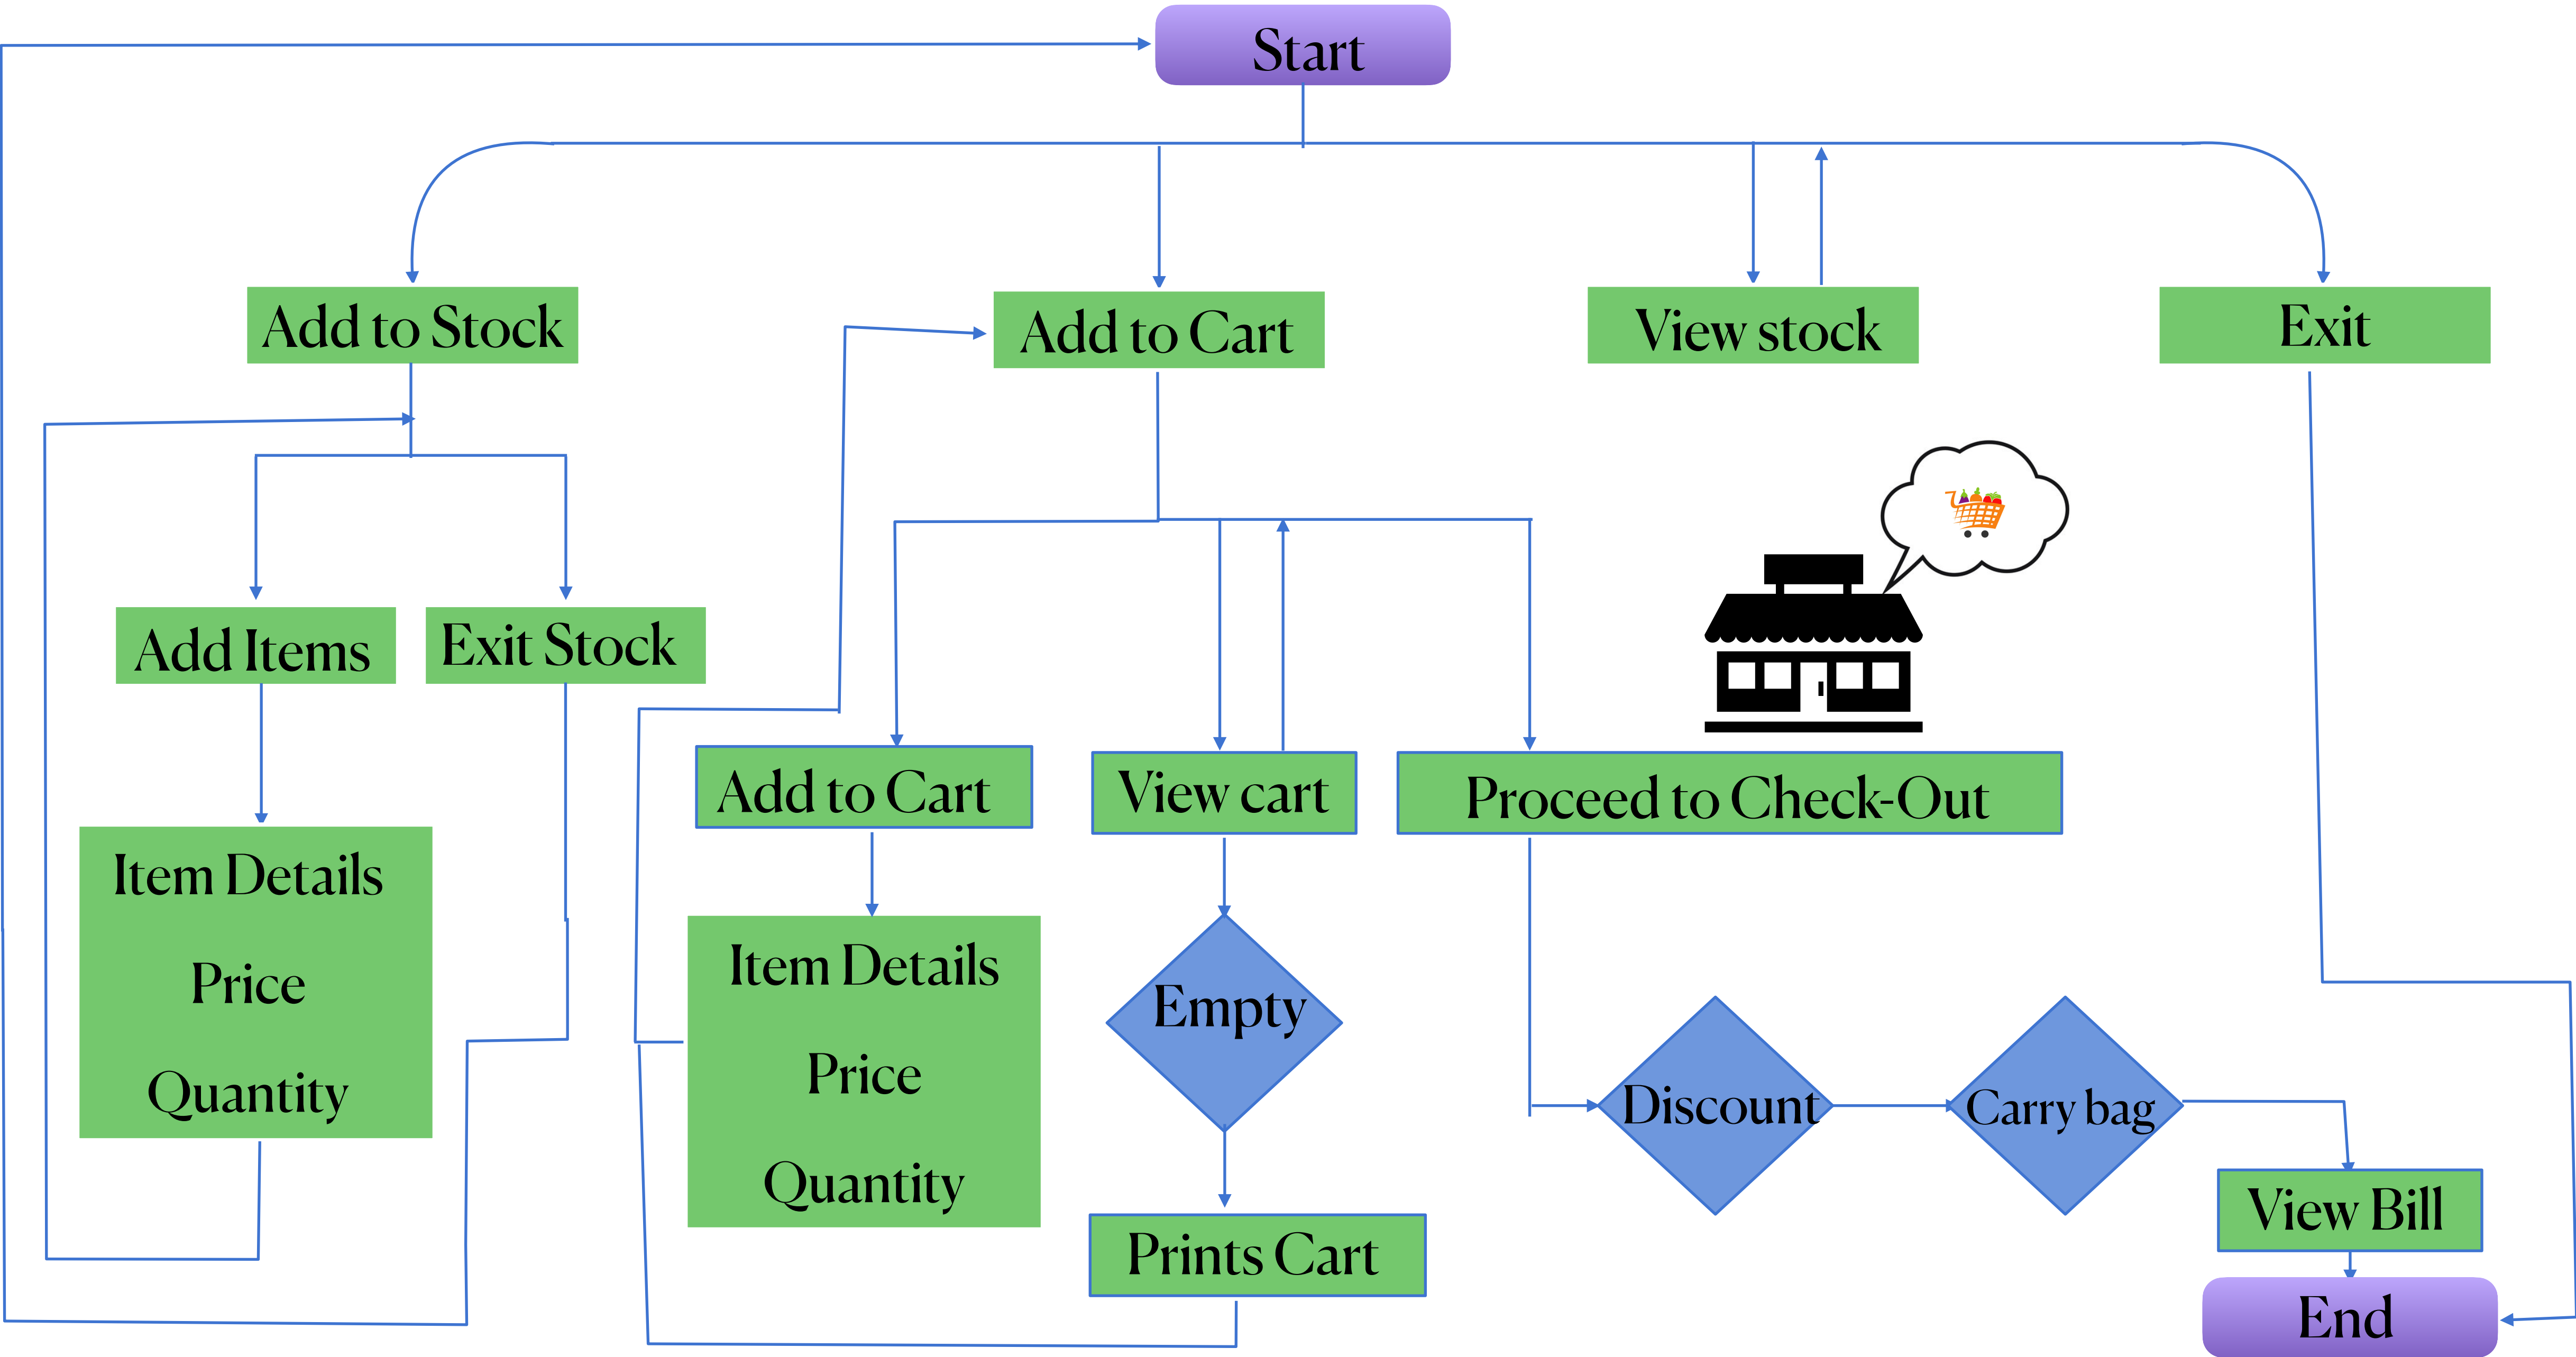 Start
Add to Stock
Add to Cart
View stock
Exit
Add Items
Exit Stock
Add to Cart
View cart
Proceed to Check-Out
Item Details
Price
Quantity
Item Details
Price
Quantity
Empty
Discount
Carry bag
Prints Cart
View Bill
End